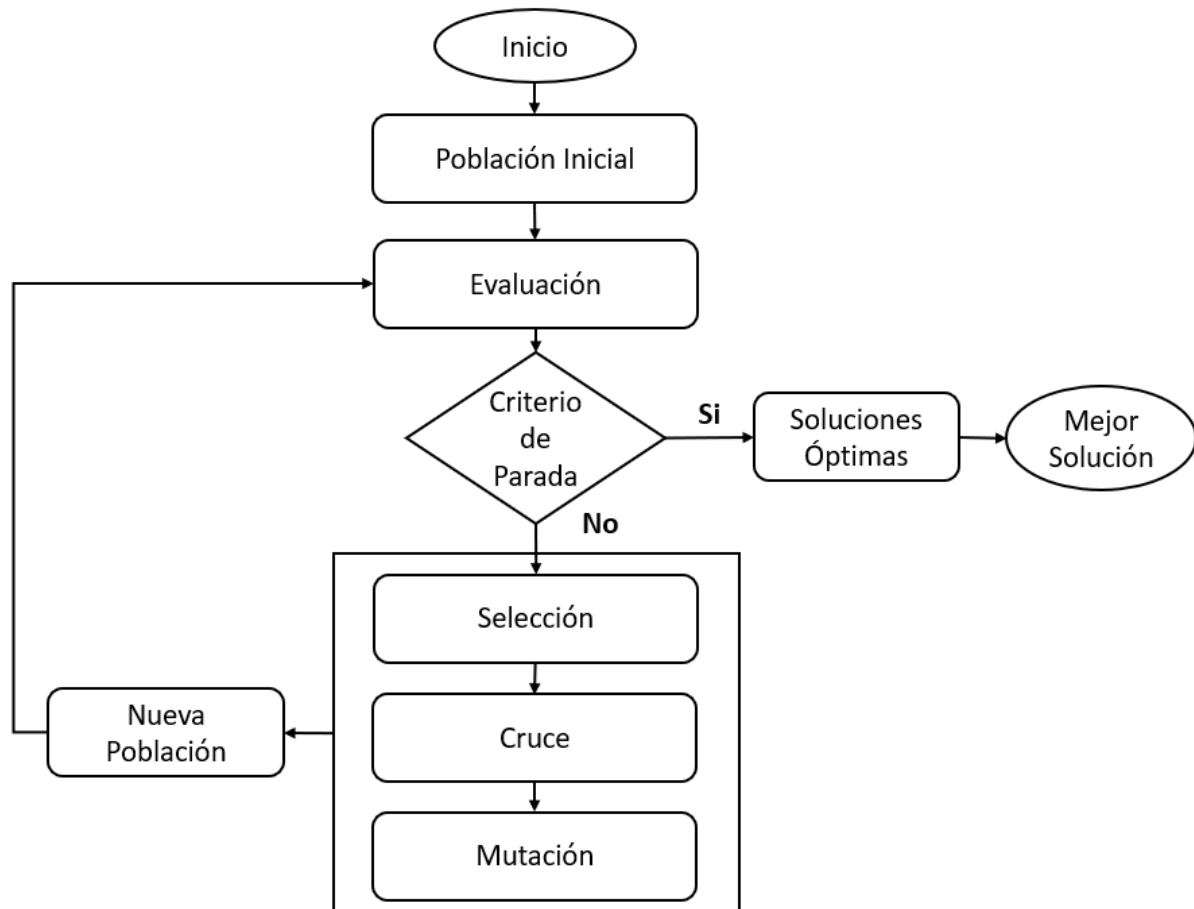 Inicio
Población Inicial
Evaluación
Criterio
de
Parada
Si
Soluciones
Óptimas
Mejor
Solución
No
Selección
Nueva
Población
Cruce
Mutación